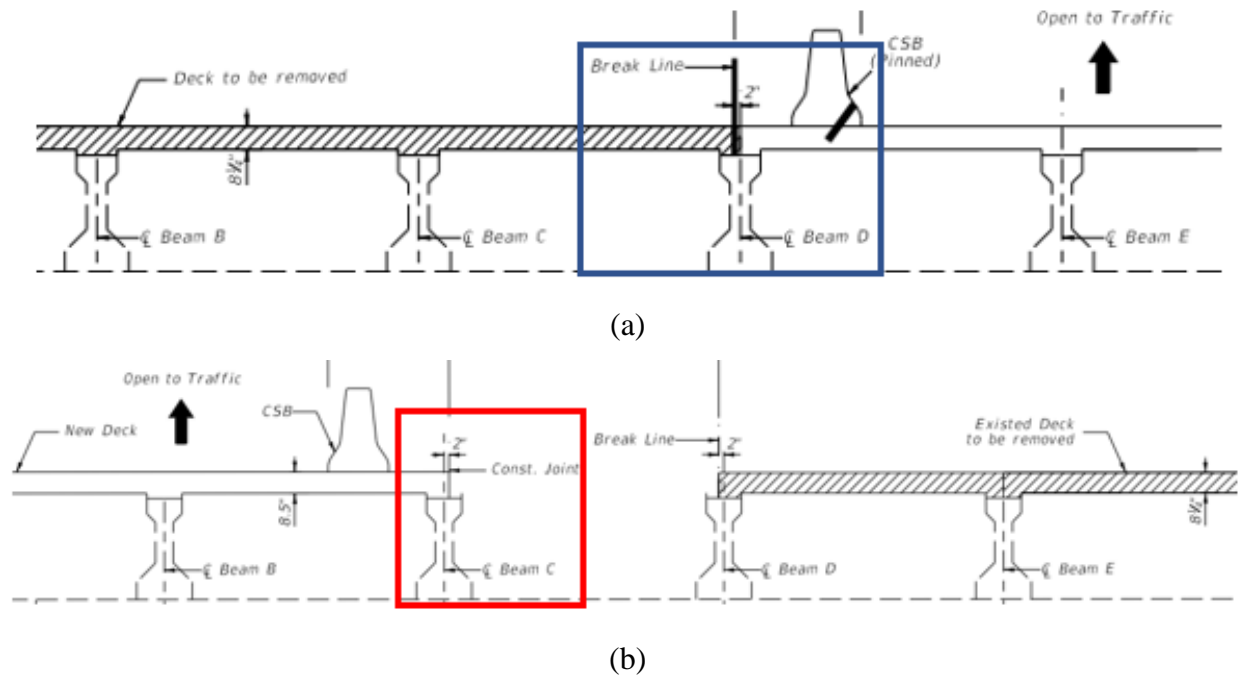 Open to Traffic
CSB
(Pinned)
Break Line
2"
Deck to be removed
8¼"
℄ Beam B
℄ Beam C
℄ Beam D
℄ Beam E
(a)
Open to Traffic
CSB
New Deck
2"
Const. Joint
8.5"
Break Line
2"
Existed Deck
to be removed
8¼"
℄ Beam B
℄ Beam C
℄ Beam D
℄ Beam E
(b)